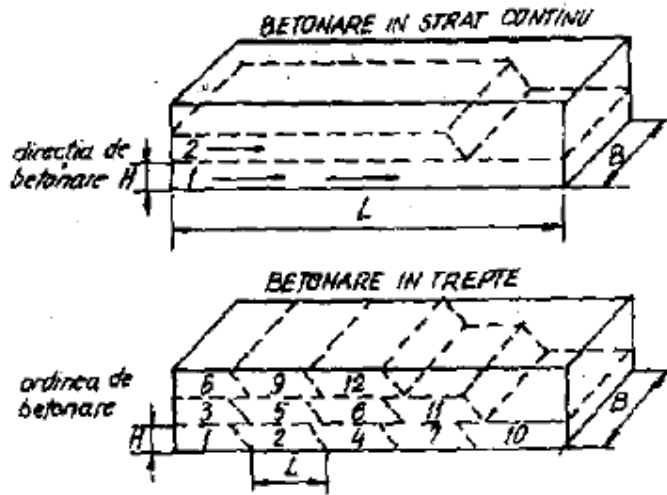 BETONARE IN STRAT CONTINU
direcția de
betonare
H
2
1
L
B
BETONARE IN TREPTE
ordinea de
betonare
6 9 12
3 5 8 11
1 2 4 7 10
H
L
B